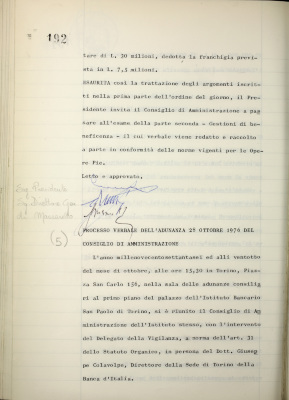 192
tare di L. 30 milioni, dedotta la franchigia previ-
sta in L. 7,5 milioni.
ESAURITA così la trattazione degli argomenti iscrit-
ti nella prima parte dell'ordine del giorno, il Pre-
sidente invita il Consiglio di Amministrazione a pas-
sare all'esame della parte seconda - Gestioni di be-
neficenza - il cui verbale viene redatto e raccolto
a parte in conformità delle norme vigenti per le Ope-
re Pie.
Letto e approvato.
(5)
PROCESSO VERBALE DELL'ADUNANZA 28 OTTOBRE 1976 DEL
CONSIGLIO DI AMMINISTRAZIONE
L'anno millenovecentosettantasei ed alli ventotto
del mese di ottobre, alle ore 15,30 in Torino, Piaz-
za San Carlo 156, nella sala delle adunanze consili-
ari al primo piano del palazzo dell'Istituto Bancario
San Paolo di Torino, si è riunito il Consiglio di Am-
ministrazione dell'Istituto stesso, con l'intervento
del Delegato della Vigilanza, a norma dell'art. 31
dello Statuto Organico, in persona del Dott. Giusep-
pe Calavolpe, Direttore della Sede di Torino della
Banca d'Italia.